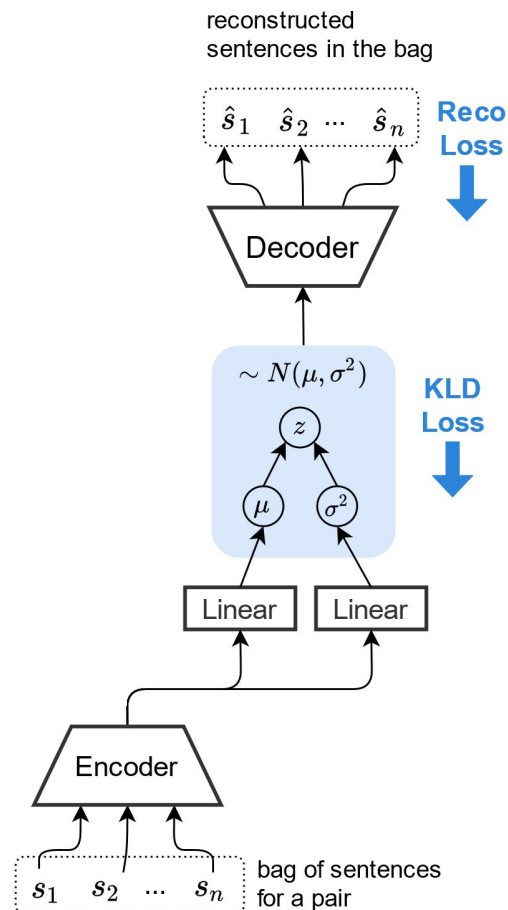 reconstructed
sentences in the bag
ŝ₁ ŝ₂ ... ŝₙ
Reco
Loss
Decoder
∼ N(μ, σ²)
z
KLD
Loss
μ
σ²
Linear
Linear
Encoder
s₁ s₂ ... sₙ
bag of sentences
for a pair